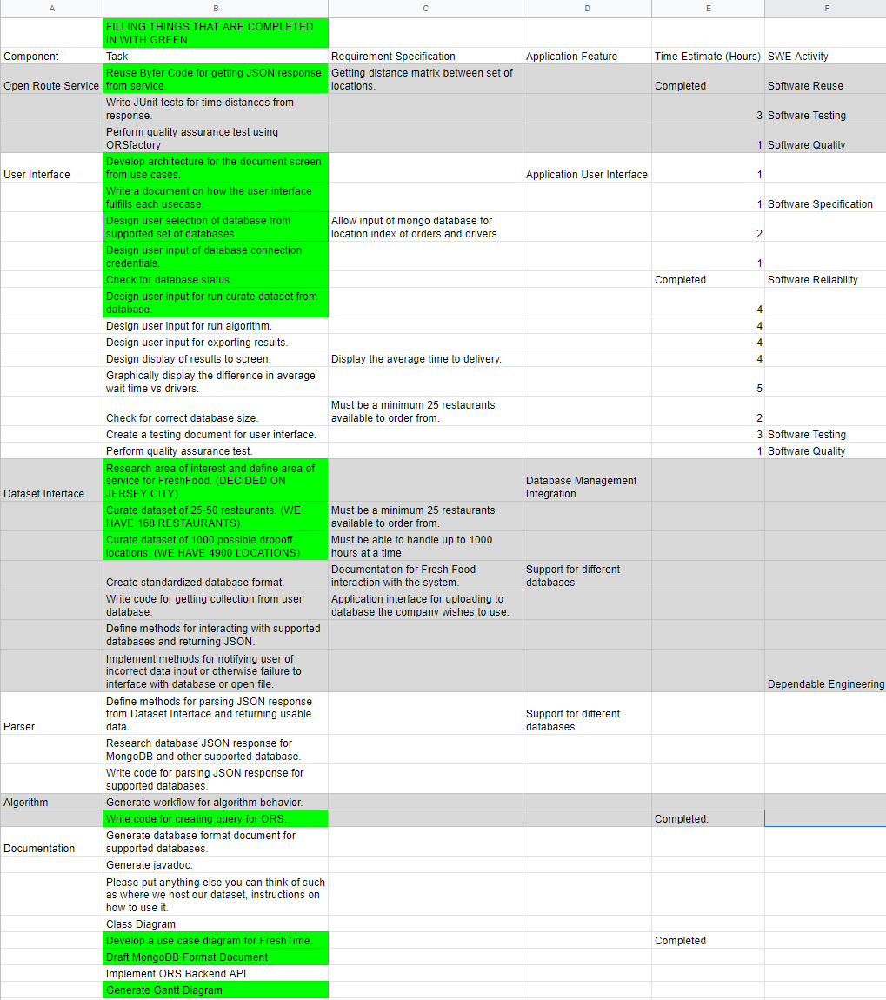 A B C D E F
FILLING THINGS THAT ARE COMPLETED
IN WITH GREEN
Component Task Requirement Specification Application Feature Time Estimate (Hours) SWE Activity
Reuse Byfer Code for getting JSON response Getting distance matrix between set of
Open Route Service from service. locations. Completed Software Reuse
Write JUnit tests for time distances from
response. 3 Software Testing
Perform quality assurance test using
ORSfactory 1 Software Quality
Develop architecture for the document screen
User Interface from use cases. Application User Interface 1
Write a document on how the user interface
fulfills each usecase. 1 Software Specification
Design user selection of database from Allow input of mongo database for
supported set of databases. location index of orders and drivers. 2
Design user input of database connection
credentials. 1
Check for database status. Completed Software Reliability
Design user input for run curate dataset from
database. 4
Design user input for run algorithm. 4
Design user input for exporting results. 4
Design display of results to screen. Display the average time to delivery. 4
Graphically display the difference in average
wait time vs drivers. 5
Must be a minimum 25 restaurants
Check for correct database size. available to order from. 2
Create a testing document for user interface. 3 Software Testing
Perform quality assurance test. 1 Software Quality
Research area of interest and define area of
service for FreshFood. (DECIDED ON Database Management
Dataset Interface JERSEY CITY) Integration
Curate dataset of 25-50 restaurants. (WE Must be a minimum 25 restaurants
HAVE 168 RESTAURANTS) available to order from.
Curate dataset of 1000 possible dropoff Must be able to handle up to 1000
locations. (WE HAVE 4900 LOCATIONS) hours at a time.
Documentation for Fresh Food Support for different
Create standardized database format. interaction with the system. databases
Write code for getting collection from user Application interface for uploading to
database. database the company wishes to use.
Define methods for interacting with supported
databases and returning JSON.
Implement methods for notifying user of
incorrect data input or otherwise failure to
interface with database or open file. Dependable Engineering
Define methods for parsing JSON response
from Dataset Interface and returning usable Support for different
Parser data. databases
Research database JSON response for
MongoDB and other supported database.
Write code for parsing JSON response for
supported databases.
Algorithm Generate workflow for algorithm behavior.
Write code for creating query for ORS. Completed.
Generate database format document for
Documentation supported databases.
Generate javadoc.
Please put anything else you can think of such
as where we host our dataset, instructions on
how to use it.
Class Diagram
Develop a use case diagram for FreshTime. Completed
Draft MongoDB Format Document
Implement ORS Backend API
Generate Gantt Diagram